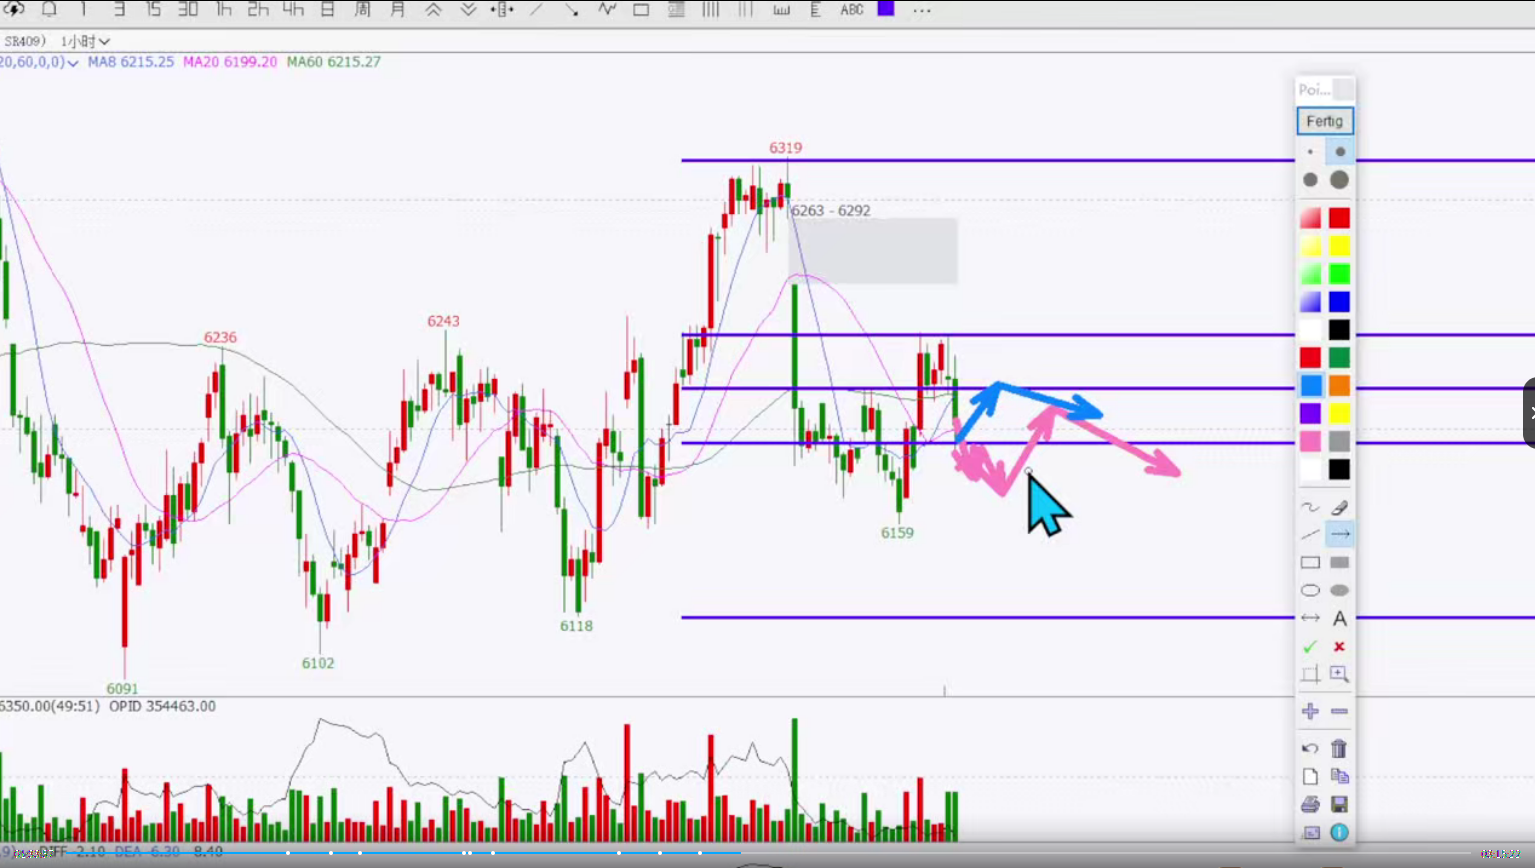 1 3 15 30 1h 2h 4h 日 周 月 ABC ...
SR409) 1小时
20,60,0,0) MA8 6215.25 MA20 6199.20 MA60 6215.27
Poi...
Fertig
6319
6263 - 6292
6243
6236
6159
6118
6102
6091
A
6350.00(49:51) OPID 354463.00
DIFF -2.10 DEA -6.30 -8.40